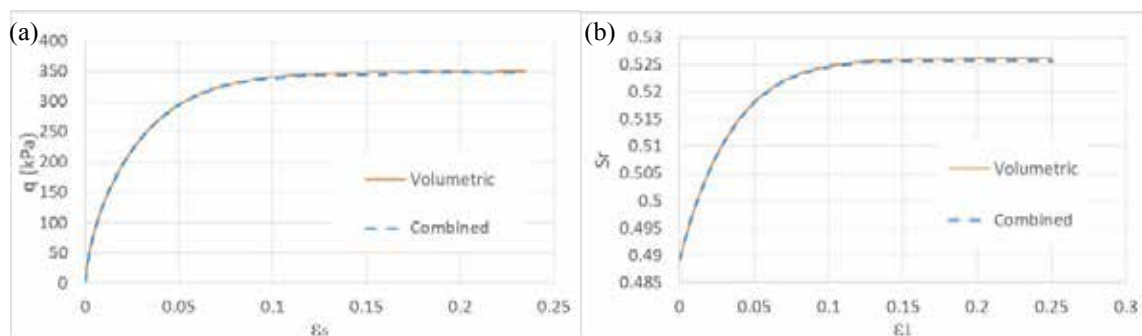 (a)
400
350
300
250
200
150
100
50
0
q (kPa)
0 0.05 0.1 0.15 0.2 0.25
εs
Volumetric
Combined
(b)
0.53
0.525
0.52
0.515
0.51
0.505
0.5
0.495
0.49
0.485
Sr
0 0.05 0.1 0.15 0.2 0.25 0.3
ε1
Volumetric
Combined